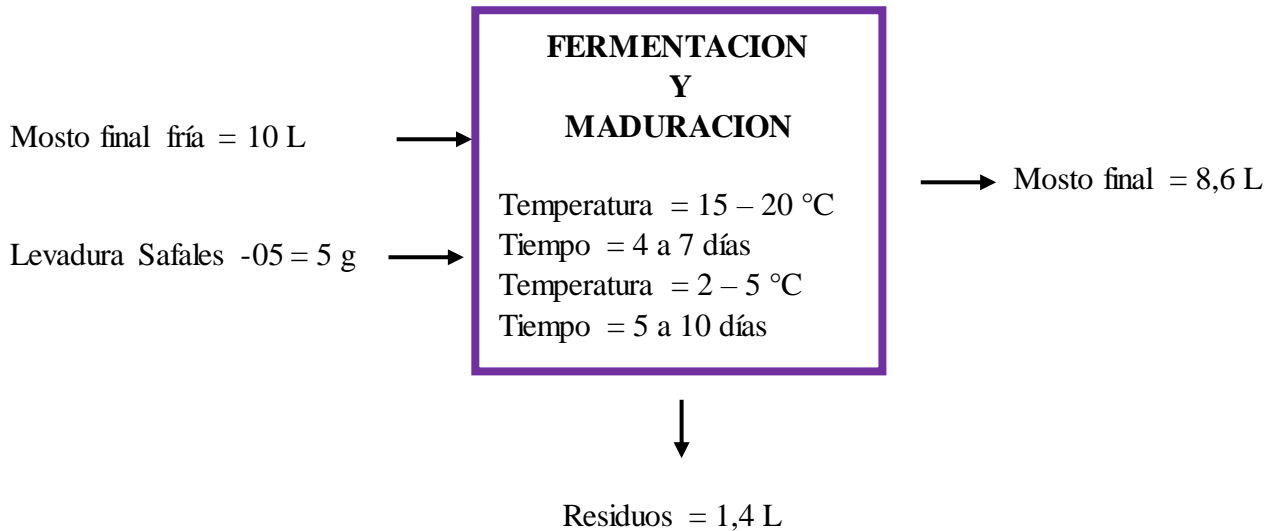 FERMENTACION
Y
MADURACION
Mosto final fría = 10 L
Levadura Safales -05 = 5 g
Temperatura = 15 – 20 °C
Tiempo = 4 a 7 días
Temperatura = 2 – 5 °C
Tiempo = 5 a 10 días
Mosto final = 8,6 L
Residuos = 1,4 L